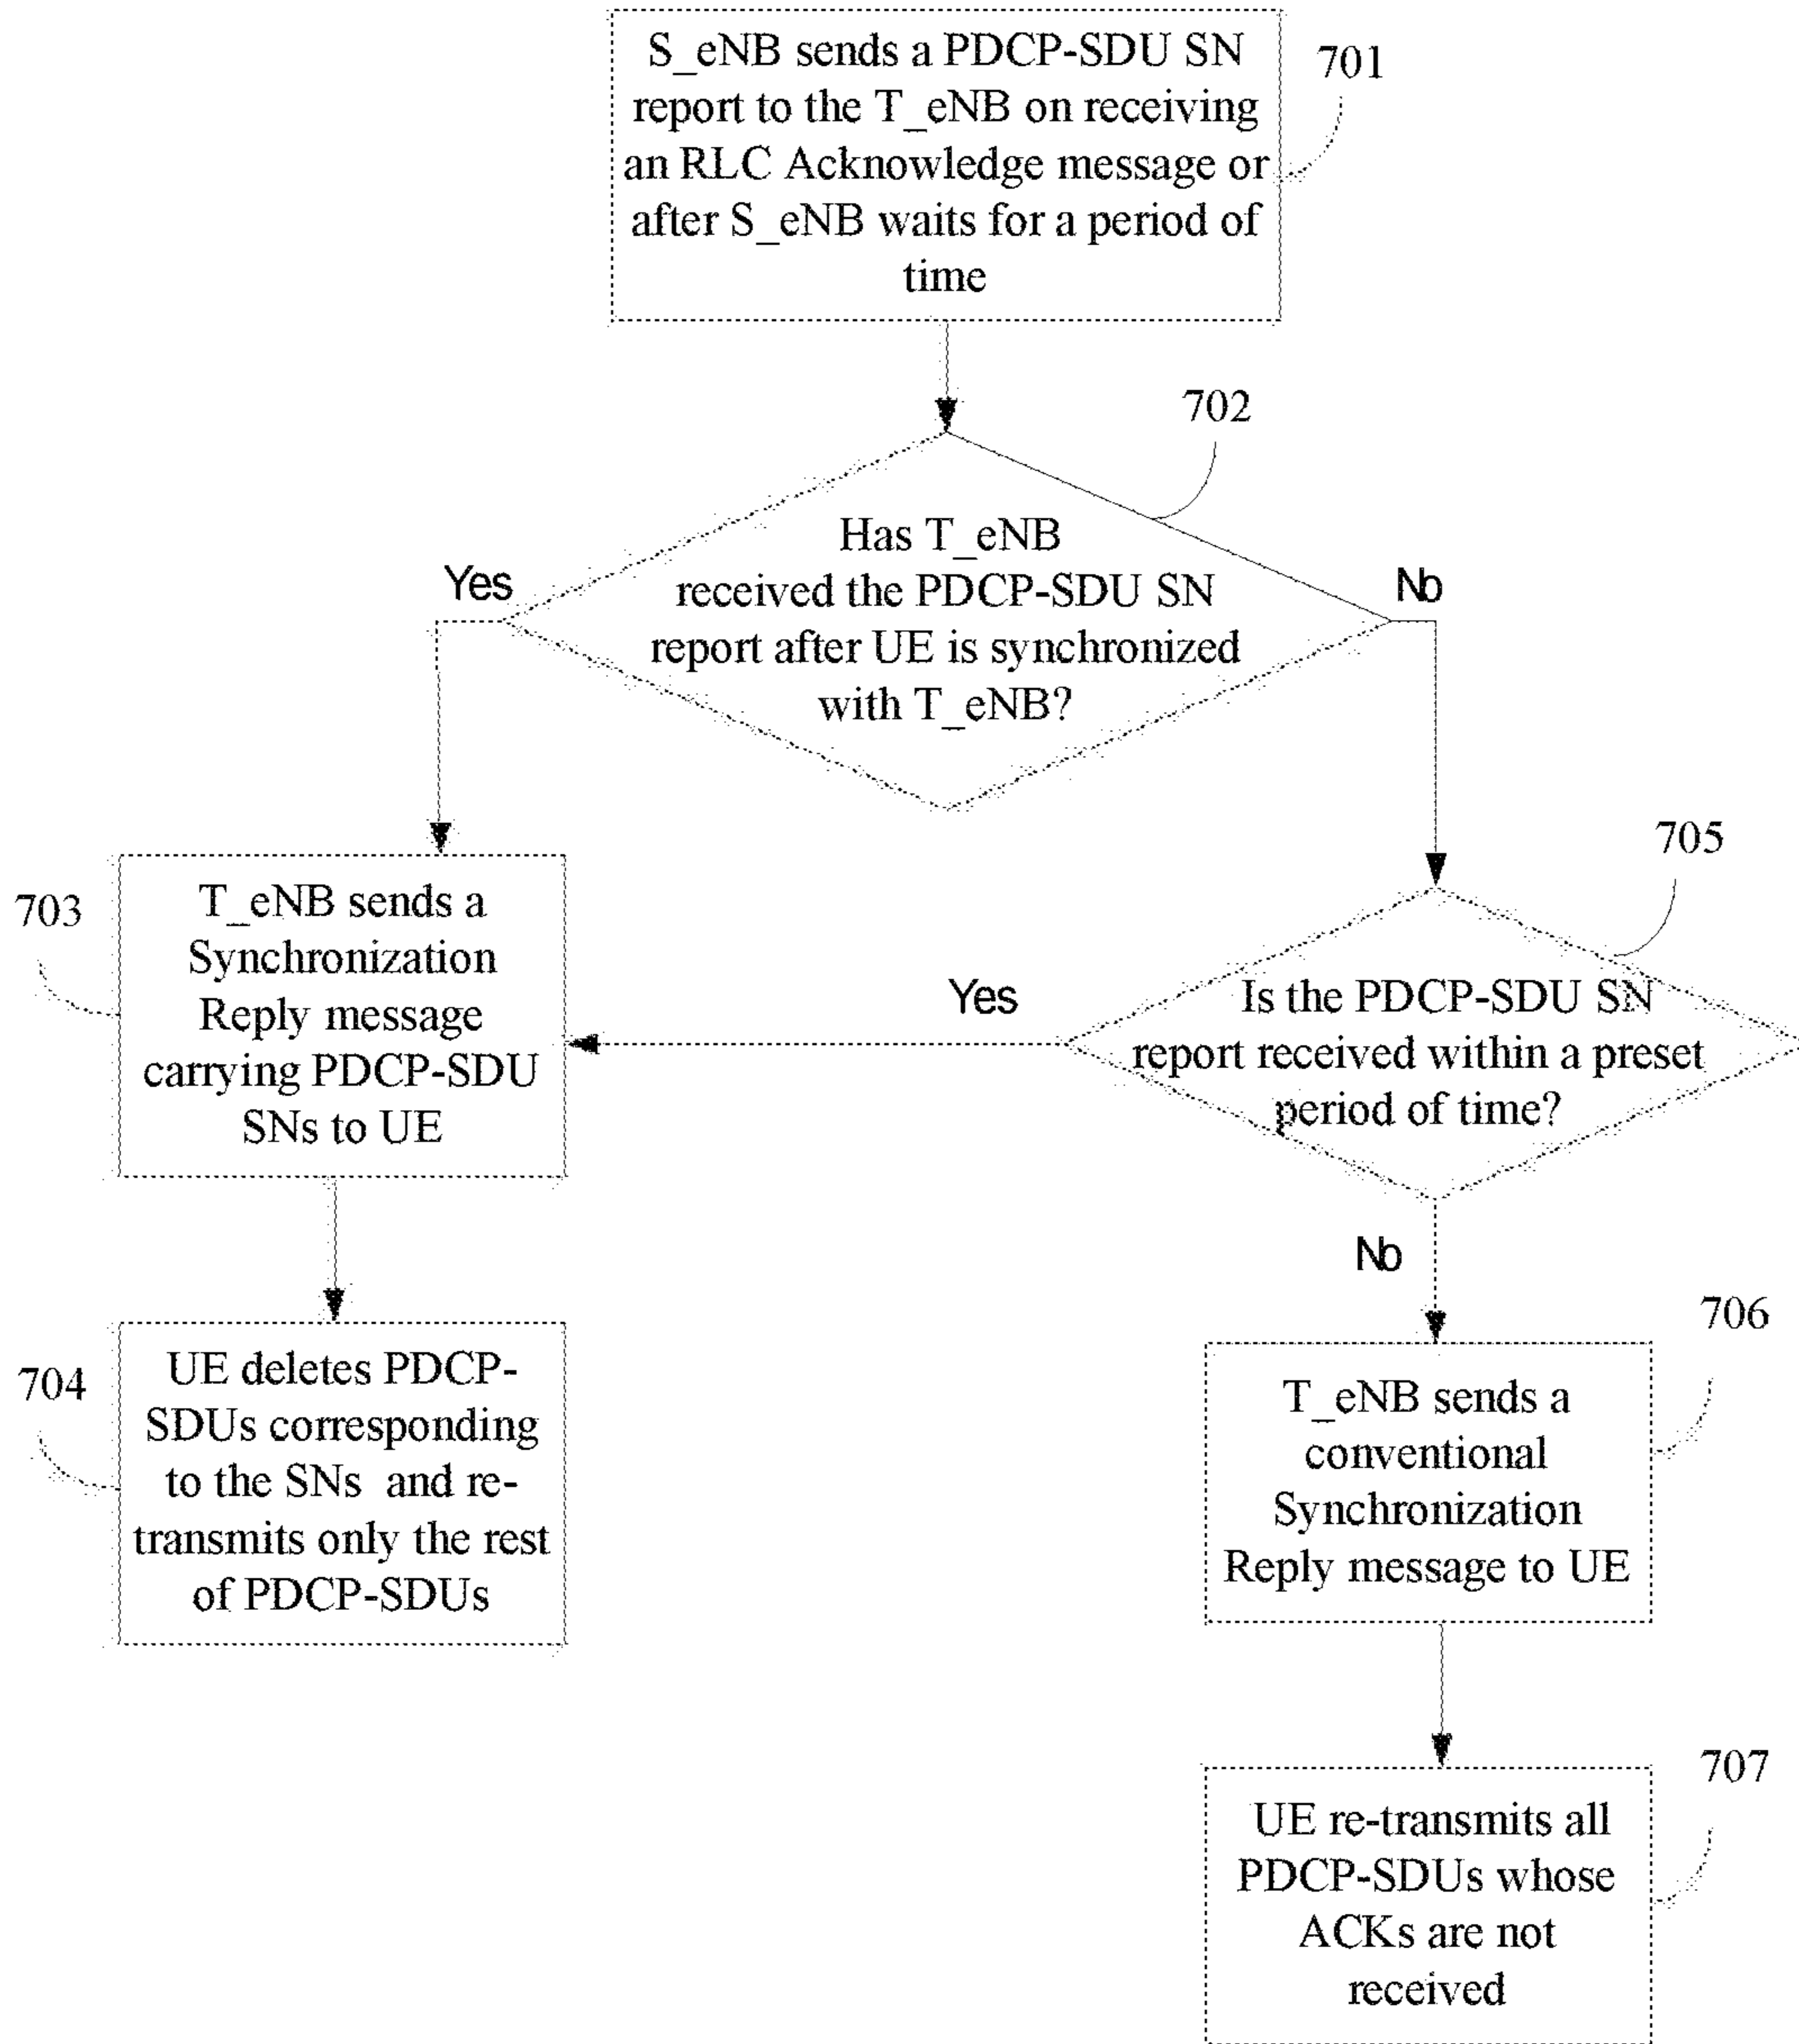 S_eNB sends a PDCP-SDU SN
report to the T_eNB on receiving
an RLC Acknowledge message or
after S_eNB waits for a period of
time
701
702
Has T_eNB
received the PDCP-SDU SN
report after UE is synchronized
with T_eNB?
Yes
No
703
T_eNB sends a
Synchronization
Reply message
carrying PDCP-SDU
SNs to UE
705
Is the PDCP-SDU SN
report received within a preset
period of time?
Yes
No
704
UE deletes PDCP-
SDUs corresponding
to the SNs and re-
transmits only the rest
of PDCP-SDUs
706
T_eNB sends a
conventional
Synchronization
Reply message to UE
707
UE re-transmits all
PDCP-SDUs whose
ACKs are not
received